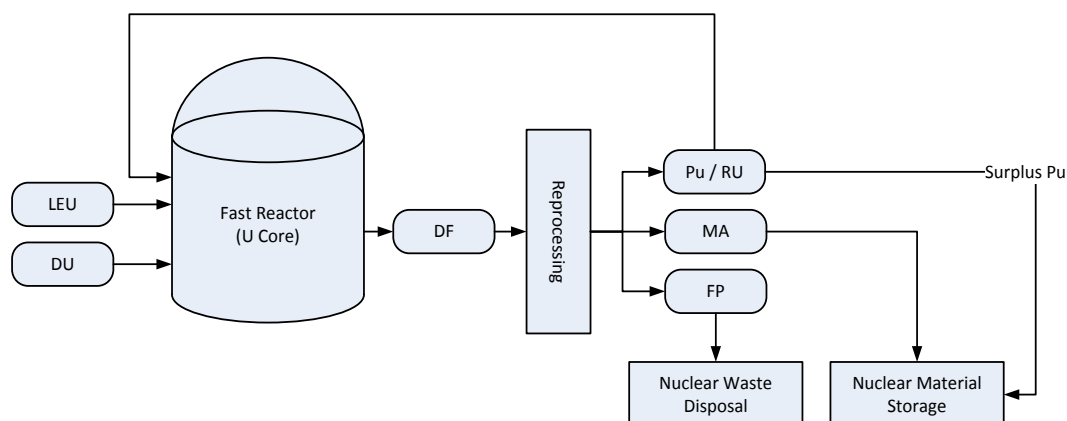 LEU
DU
Fast Reactor
(U Core)
DF
Reprocessing
Pu / RU
MA
FP
Surplus Pu
Nuclear Waste
Disposal
Nuclear Material
Storage